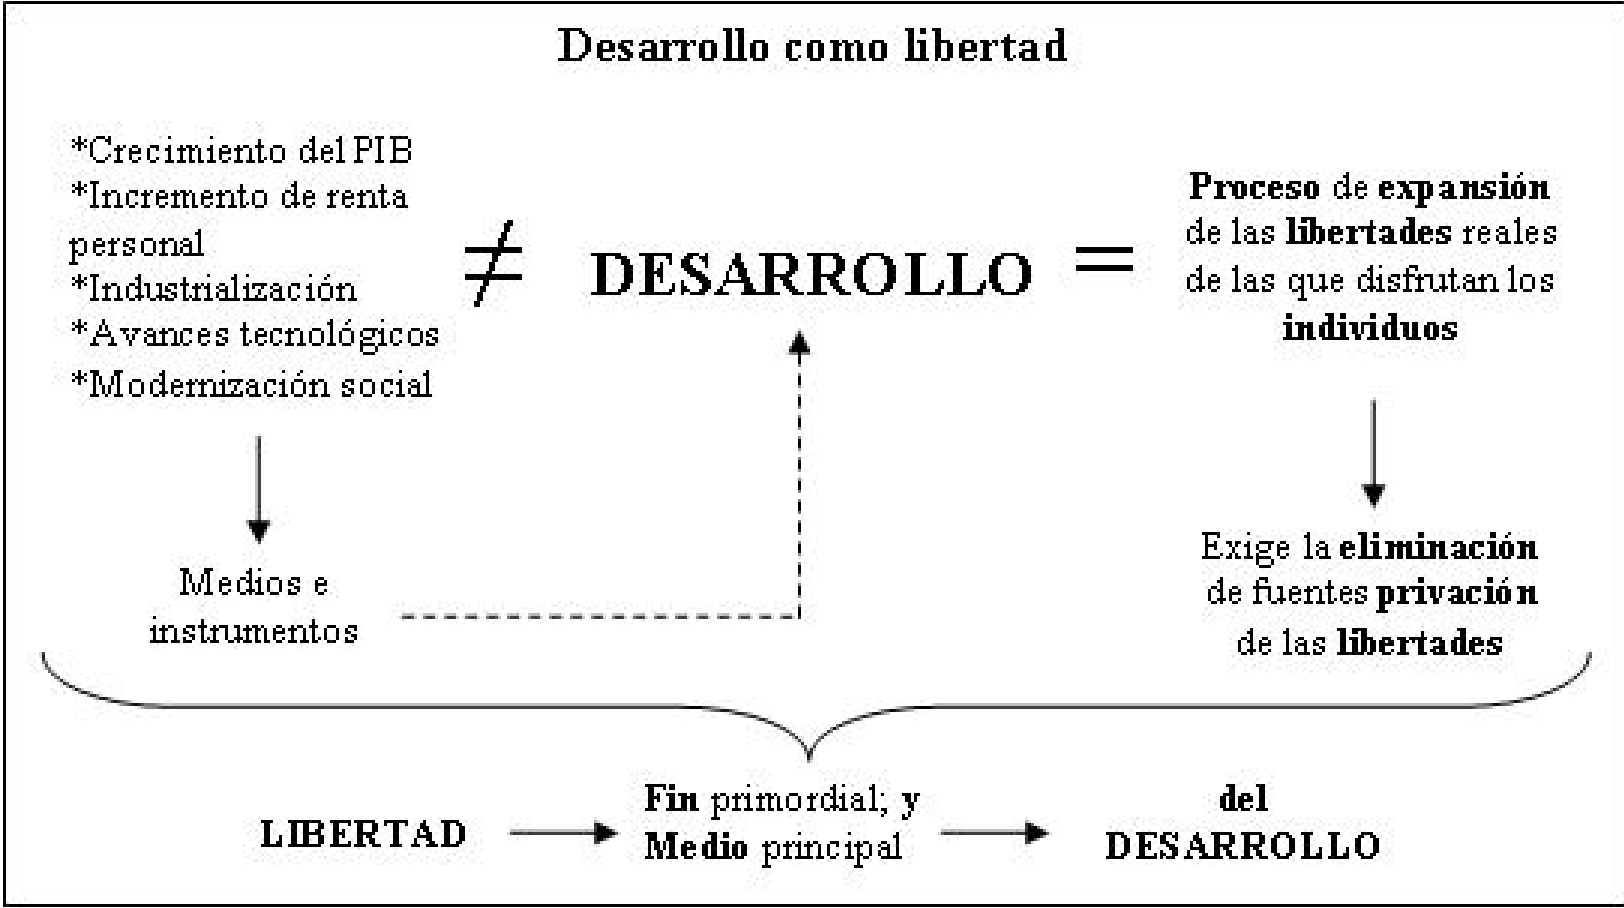 Desarrollo como libertad
*Crecimiento del PIB
*Incremento de renta
personal
*Industrialización
*Avances tecnológicos
*Modernización social
≠
DESARROLLO
=
Proceso de expansión
de las libertades reales
de las que disfrutan los
individuos
Medios e
instrumentos
Exige la eliminación
de fuentes privación
de las libertades
LIBERTAD
Fin primordial; y
Medio principal
del
DESARROLLO